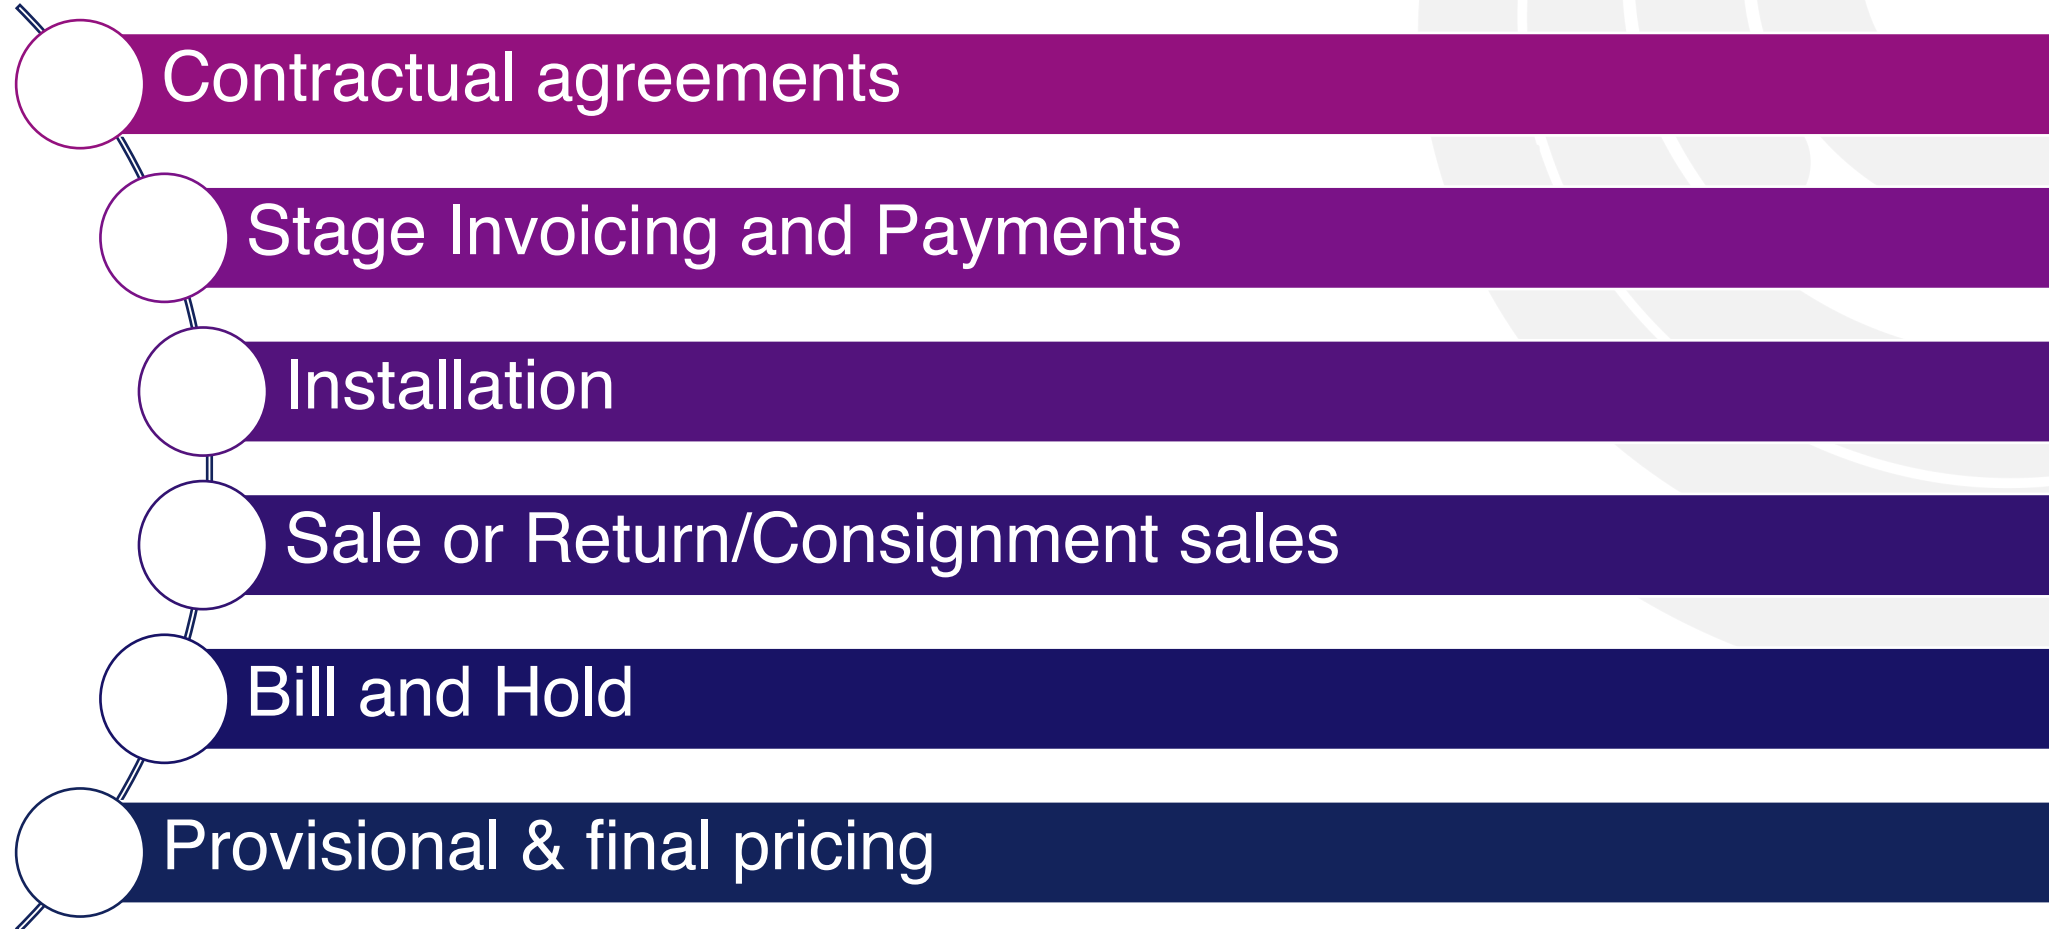 Contractual agreements
Stage Invoicing and Payments
Installation
Sale or Return/Consignment sales
Bill and Hold
Provisional & final pricing